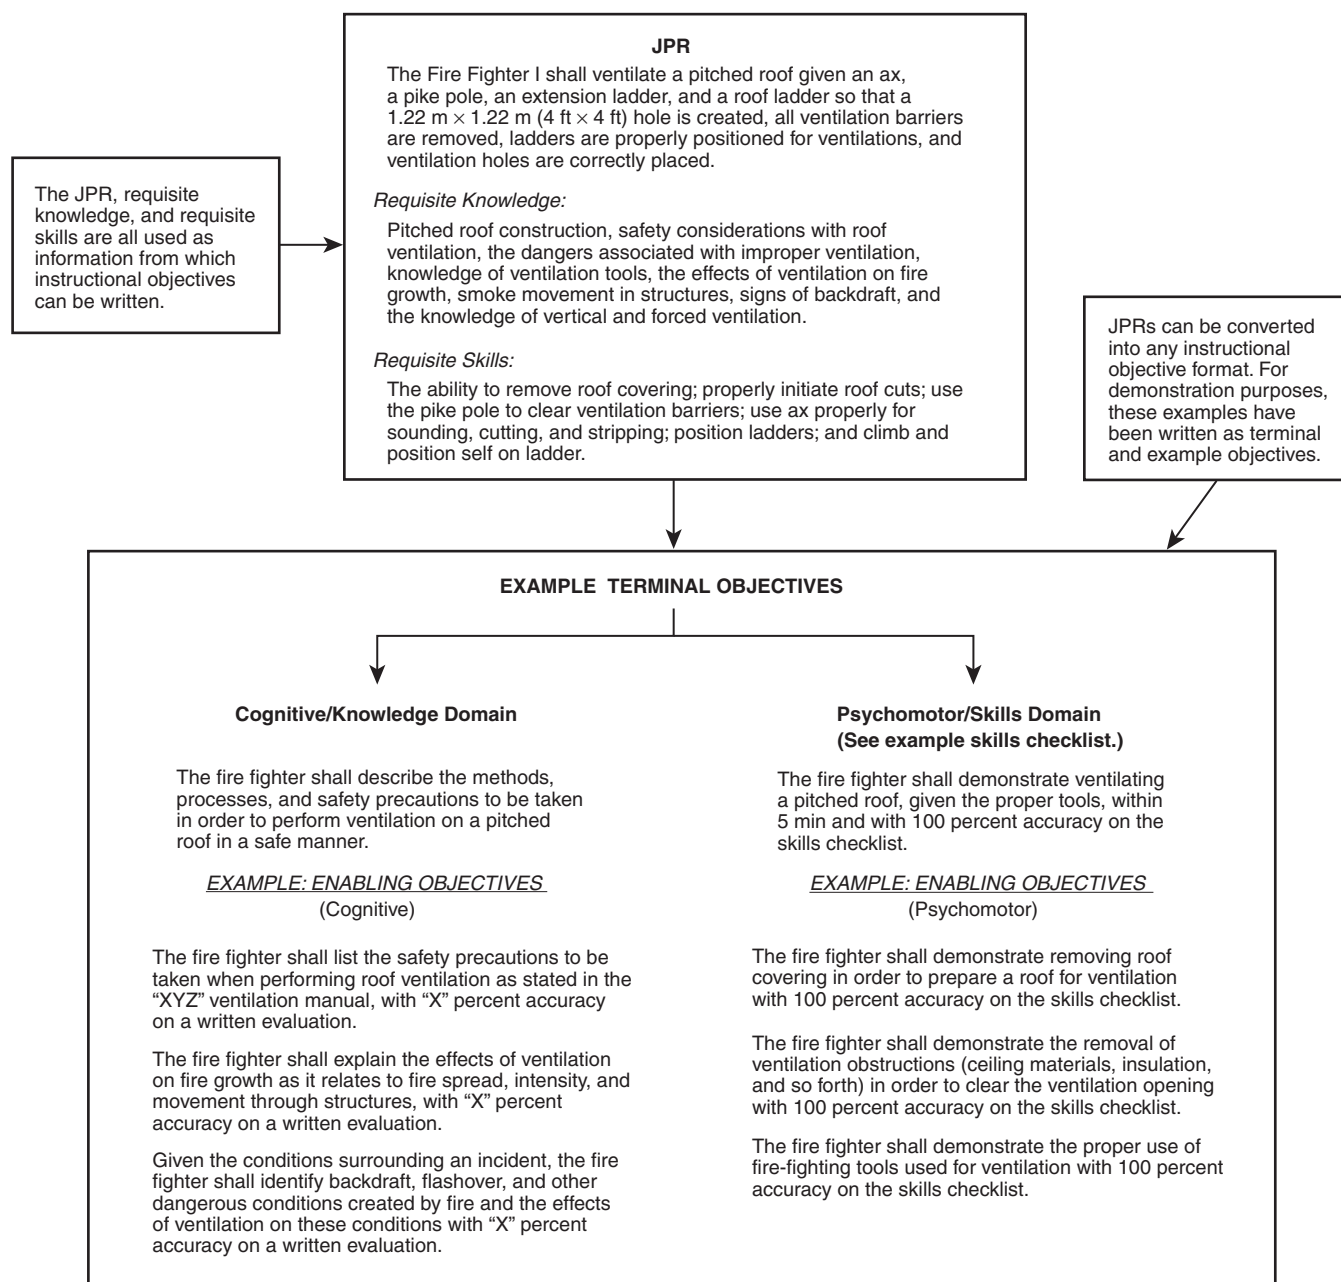 JPR
The Fire Fighter I shall ventilate a pitched roof given an ax,
a pike pole, an extension ladder, and a roof ladder so that a
1.22 m × 1.22 m (4 ft × 4 ft) hole is created, all ventilation barriers
are removed, ladders are properly positioned for ventilations, and
ventilation holes are correctly placed.
Requisite Knowledge:
Pitched roof construction, safety considerations with roof
ventilation, the dangers associated with improper ventilation,
knowledge of ventilation tools, the effects of ventilation on fire
growth, smoke movement in structures, signs of backdraft, and
the knowledge of vertical and forced ventilation.
Requisite Skills:
The ability to remove roof covering; properly initiate roof cuts; use
the pike pole to clear ventilation barriers; use ax properly for
sounding, cutting, and stripping; position ladders; and climb and
position self on ladder.
The JPR, requisite
knowledge, and requisite
skills are all used as
information from which
instructional objectives
can be written.
JPRs can be converted
into any instructional
objective format. For
demonstration purposes,
these examples have
been written as terminal
and example objectives.
EXAMPLE TERMINAL OBJECTIVES
Cognitive/Knowledge Domain
The fire fighter shall describe the methods,
processes, and safety precautions to be taken
in order to perform ventilation on a pitched
roof in a safe manner.
EXAMPLE: ENABLING OBJECTIVES
(Cognitive)
The fire fighter shall list the safety precautions to be
taken when performing roof ventilation as stated in the
“XYZ” ventilation manual, with “X” percent accuracy
on a written evaluation.
The fire fighter shall explain the effects of ventilation
on fire growth as it relates to fire spread, intensity, and
movement through structures, with “X” percent
accuracy on a written evaluation.
Given the conditions surrounding an incident, the fire
fighter shall identify backdraft, flashover, and other
dangerous conditions created by fire and the effects
of ventilation on these conditions with “X” percent
accuracy on a written evaluation.
Psychomotor/Skills Domain
(See example skills checklist.)
The fire fighter shall demonstrate ventilating
a pitched roof, given the proper tools, within
5 min and with 100 percent accuracy on the
skills checklist.
EXAMPLE: ENABLING OBJECTIVES
(Psychomotor)
The fire fighter shall demonstrate removing roof
covering in order to prepare a roof for ventilation
with 100 percent accuracy on the skills checklist.
The fire fighter shall demonstrate the removal of
ventilation obstructions (ceiling materials, insulation,
and so forth) in order to clear the ventilation opening
with 100 percent accuracy on the skills checklist.
The fire fighter shall demonstrate the proper use of
fire-fighting tools used for ventilation with 100 percent
accuracy on the skills checklist.